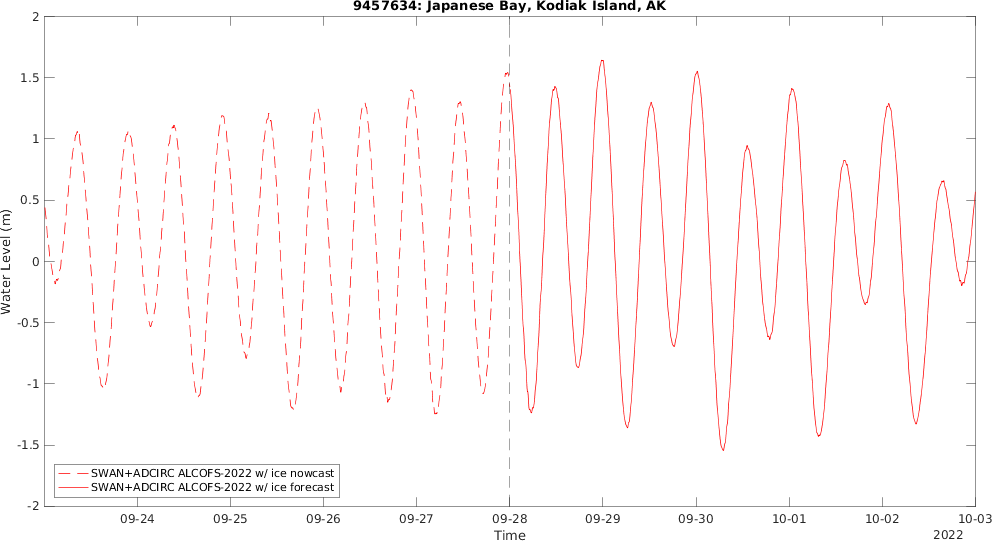 9457634: Japanese Bay, Kodiak Island, AK
2
1.5
1
0.5
0
-0.5
-1
-1.5
-2
Water Level (m)
SWAN+ADCIRC ALCOFS-2022 w/ ice nowcast
SWAN+ADCIRC ALCOFS-2022 w/ ice forecast
09-24 09-25 09-26 09-27 09-28 09-29 09-30 10-01 10-02 10-03
Time
2022